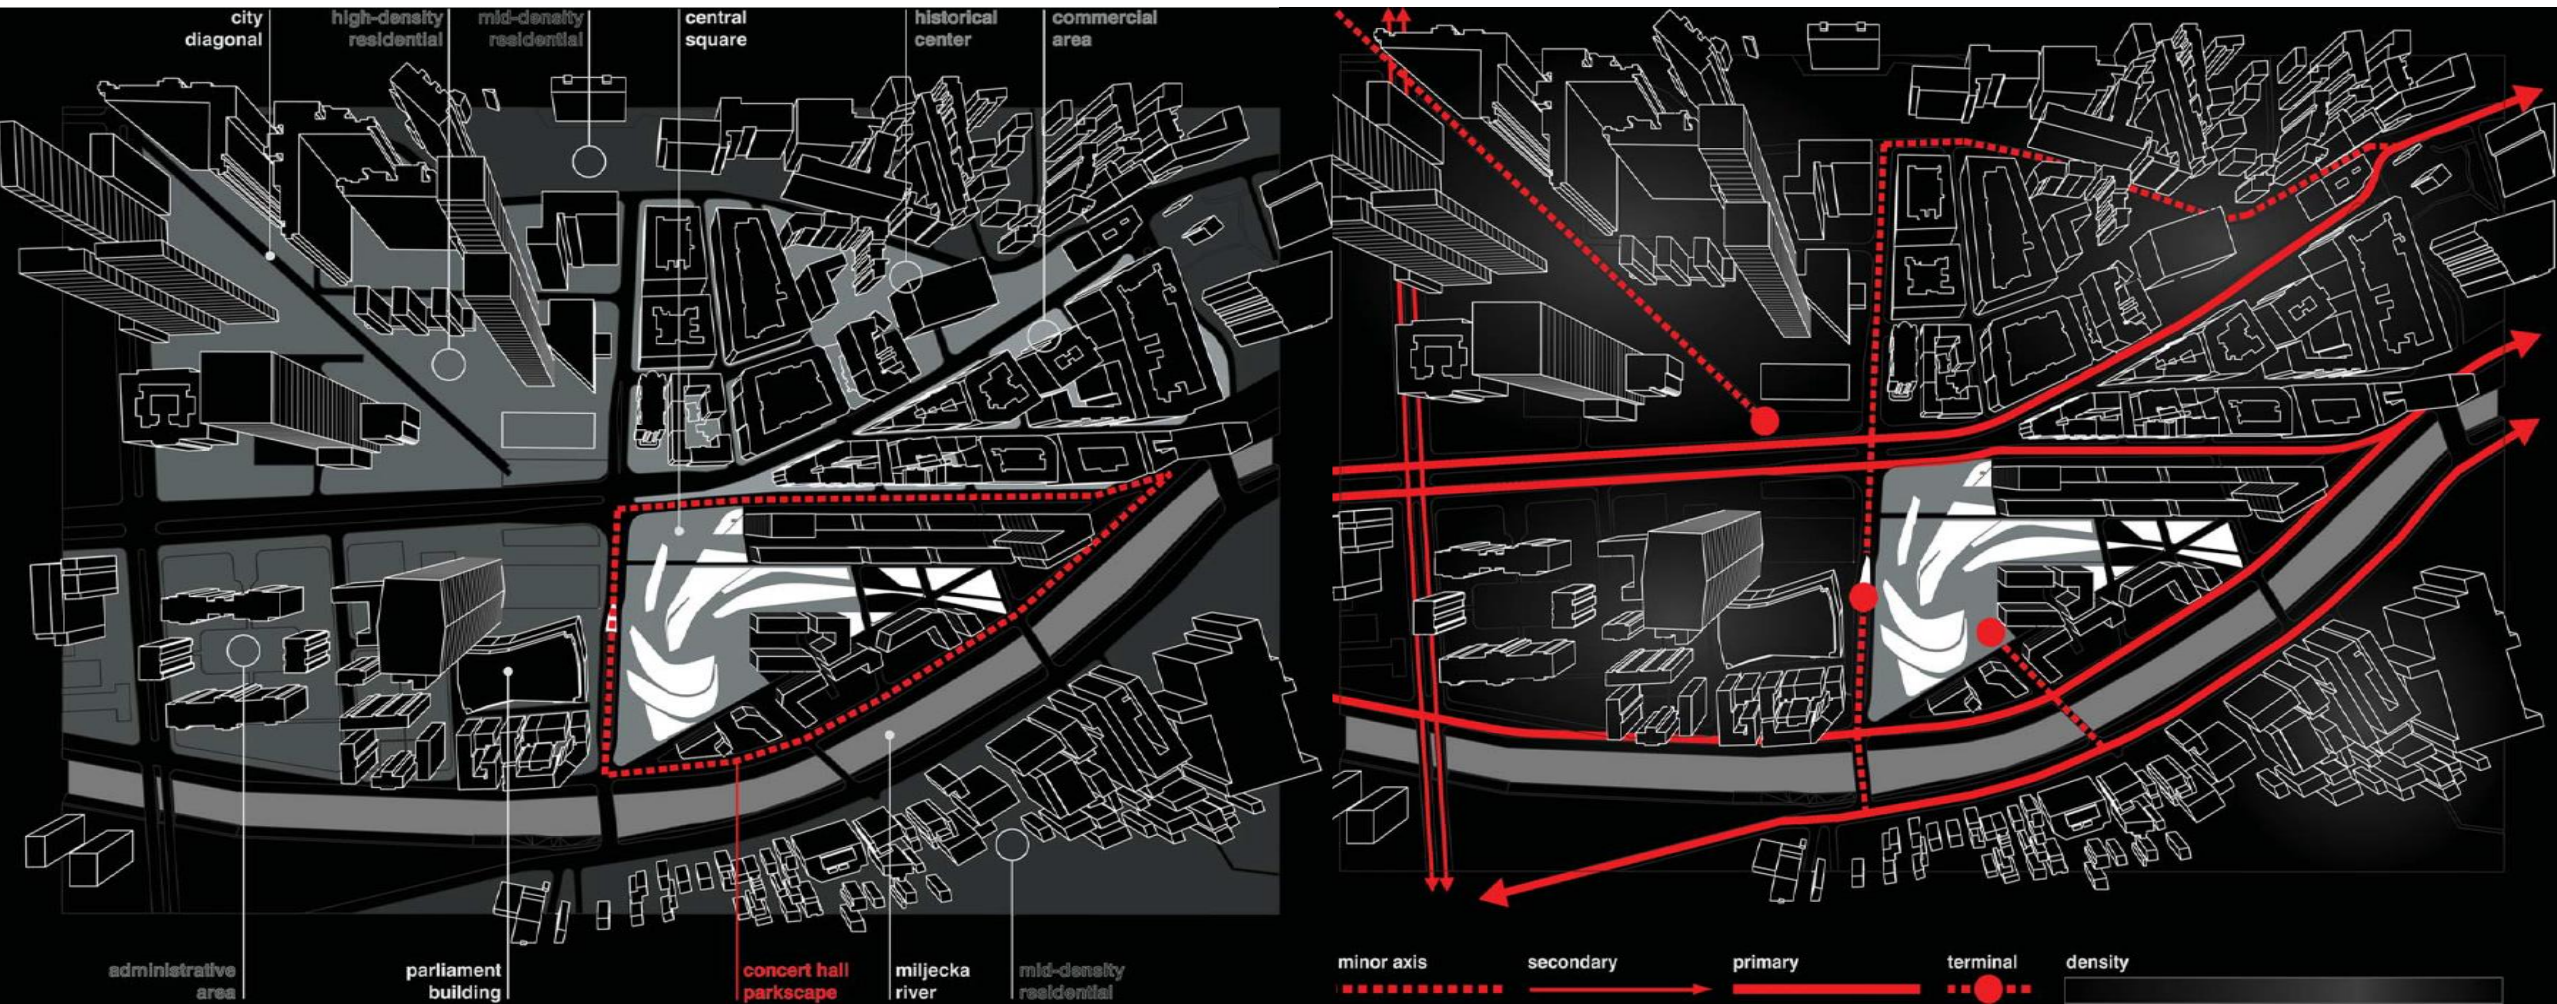 city
diagonal
high-density
residential
mid-density
residential
central
square
historical
center
commercial
area
administrative
area
parliament
building
concert hall
parkscape
miljecka
river
mid-density
residential
minor axis
secondary
primary
terminal
density